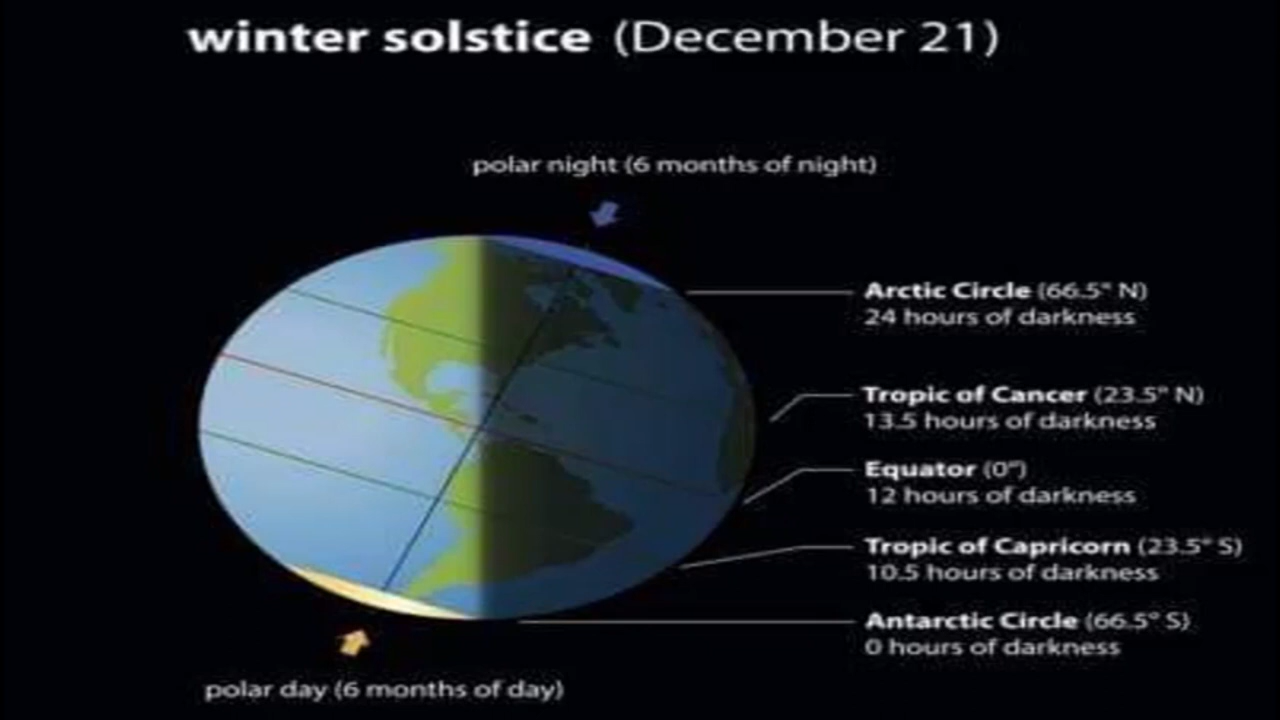 winter solstice (December 21)
polar night (6 months of night)
Arctic Circle (66.5° N)
24 hours of darkness
Tropic of Cancer (23.5° N)
13.5 hours of darkness
Equator (0°)
12 hours of darkness
Tropic of Capricorn (23.5° S)
10.5 hours of darkness
Antarctic Circle (66.5° S)
0 hours of darkness
polar day (6 months of day)